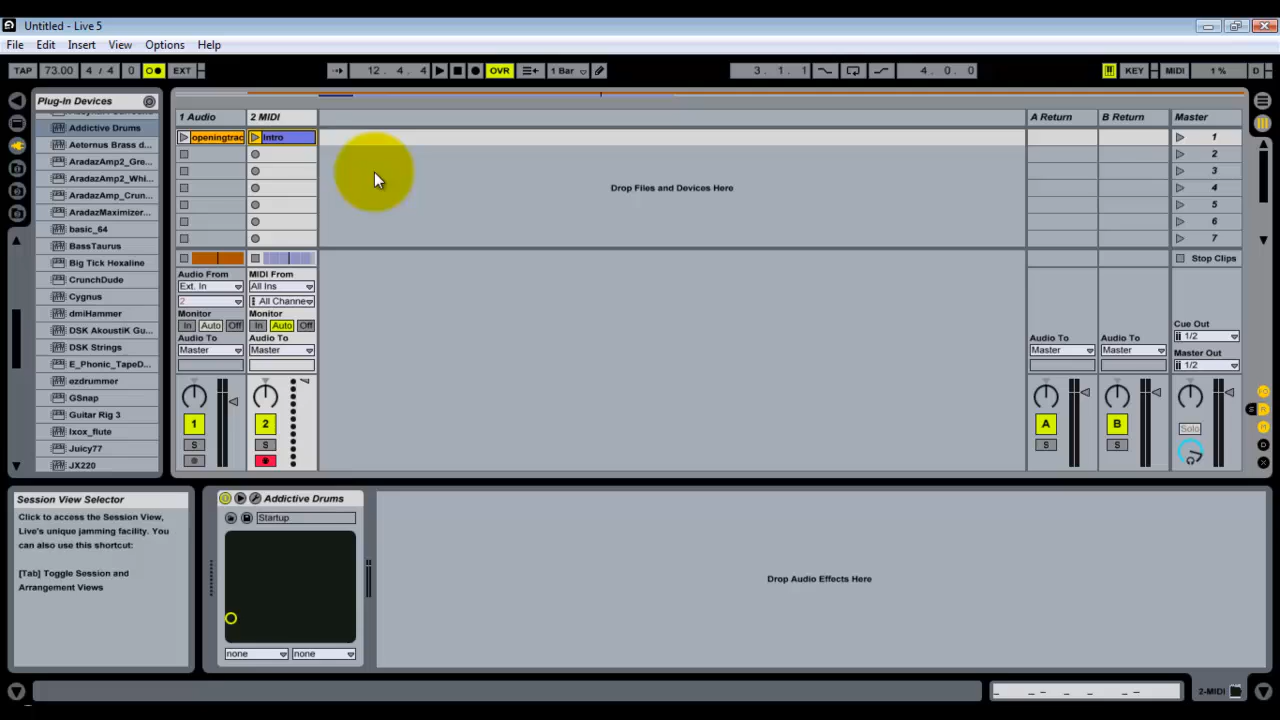 Untitled - Live 5
File Edit Insert View Options Help
TAP 73.00 4 / 4 0 EXT 12 . 4 . 4 OVR 1 Bar 3 . 1 . 1 4 . 0 . 0 KEY MIDI 1 % D
Plug-In Devices
Addictive Drums
Aeternus Brass d...
AradazAmp2_Gre...
AradazAmp2_Whi...
AradazAmp_Crun...
AradazMaximizer...
basic_64
BassTaurus
Big Tick Hexaline
CrunchDude
Cygnus
dmiHammer
DSK AkoustiK Gu...
DSK Strings
E_Phonic_TapeD...
ezdrummer
GSnap
Guitar Rig 3
Ixox_flute
Juicy77
JX220
1 Audio 2 MIDI A Return B Return Master
openingtrac Intro 1
2
3
4
5
6
7
Drop Files and Devices Here
Stop Clips
Audio From MIDI From
Ext. In All Ins
2 All Channe
Monitor Monitor
In Auto Off In Auto Off
Audio To Audio To Audio To Audio To
Master Master Master Master
Cue Out
1/2
Master Out
1/2
1 2 A B
S S S S
Solo
S R M D X
Session View Selector
Click to access the Session View,
Live's unique jamming facility. You
can also use this shortcut:
[Tab] Toggle Session and
Arrangement Views
Addictive Drums
Startup
none none
Drop Audio Effects Here
2-MIDI